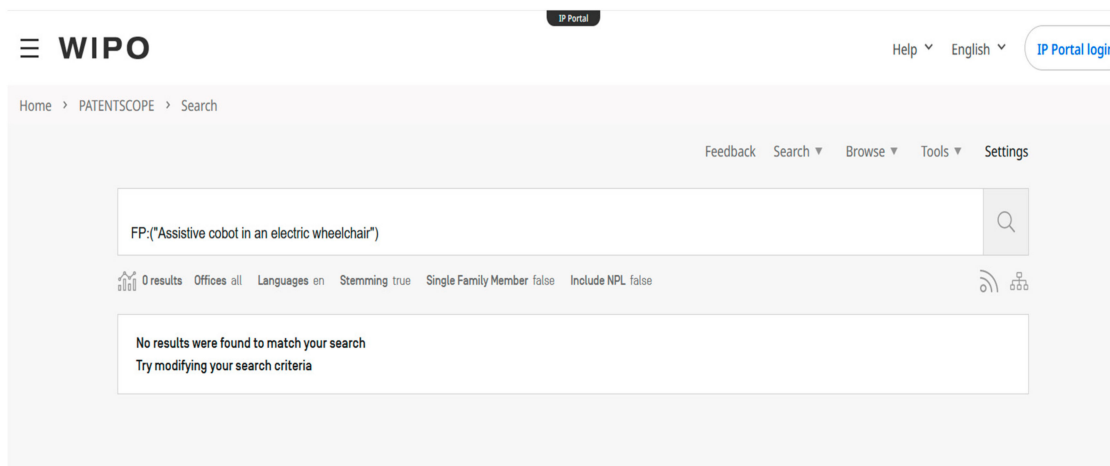 IP Portal
WIPO
Help English IP Portal login
Home > PATENTSCOPE > Search
Feedback Search ▼ Browse ▼ Tools ▼ Settings
FP:("Assistive cobot in an electric wheelchair")
0 results Offices all Languages en Stemming true Single Family Member false Include NPL false
No results were found to match your search
Try modifying your search criteria